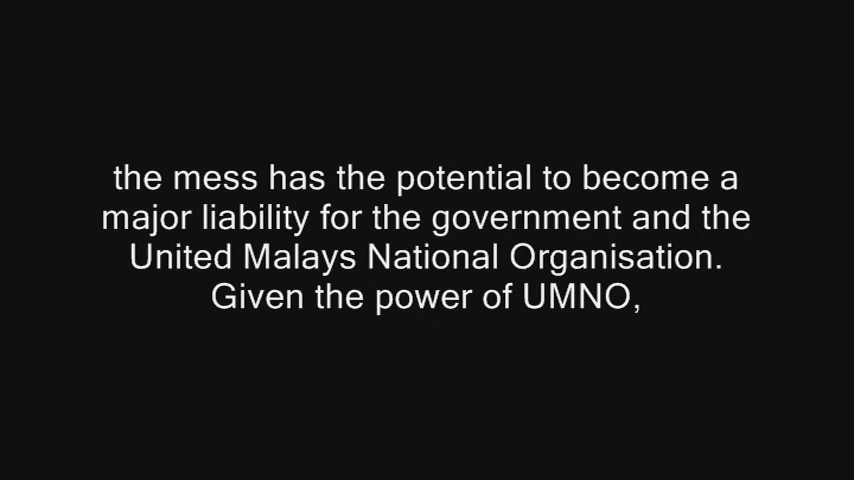 the mess has the potential to become a
major liability for the government and the
United Malays National Organisation.
Given the power of UMNO,